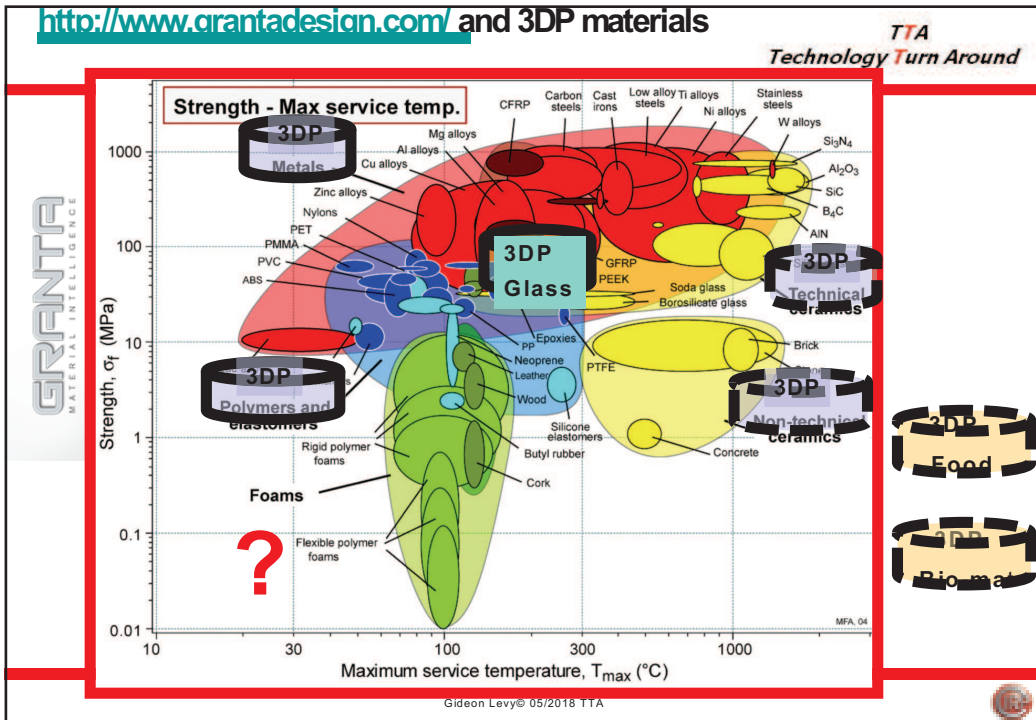 http://www.grantadesign.com/ and 3DP materials
TTA
Technology Turn Around
GRANTA
MATERIAL INTELLIGENCE
Strength - Max service temp.
CFRP
Carbon steels
Cast irons
Low alloy steels
Ti alloys
Ni alloys
Stainless steels
W alloys
Si3N4
Al2O3
SiC
B4C
AlN
Mg alloys
Al alloys
Cu alloys
Zinc alloys
Nylons
PET
PMMA
PVC
ABS
3DP
Metals
3DP
Glass
GFRP
PEEK
Soda glass
Borosilicate glass
3DP
Technical
ceramics
Brick
3DP
Non-technical
ceramics
3DP
Polymers and
elastomers
PP
Epoxies
Neoprene
Leather
PTFE
Wood
Silicone elastomers
Butyl rubber
Cork
Concrete
Rigid polymer foams
Foams
Flexible polymer foams
?
3DP
Food
3DP
Bio mat
Strength, σf (MPa)
1000
100
10
1
0.1
0.01
10
30
100
300
1000
MFA, 04
Maximum service temperature, Tmax (°C)
Gideon Levy© 05/2018 TTA